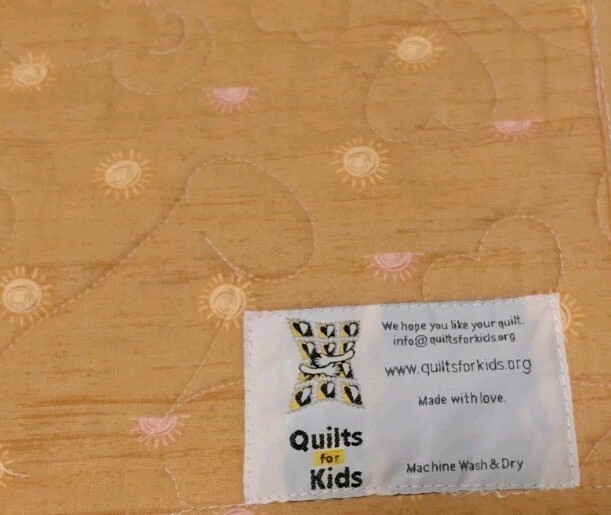 We hope you like your quilt.
info@quiltsforkids.org
www.quiltsforkids.org
Made with love.
Quilts
for
Kids
Machine Wash & Dry